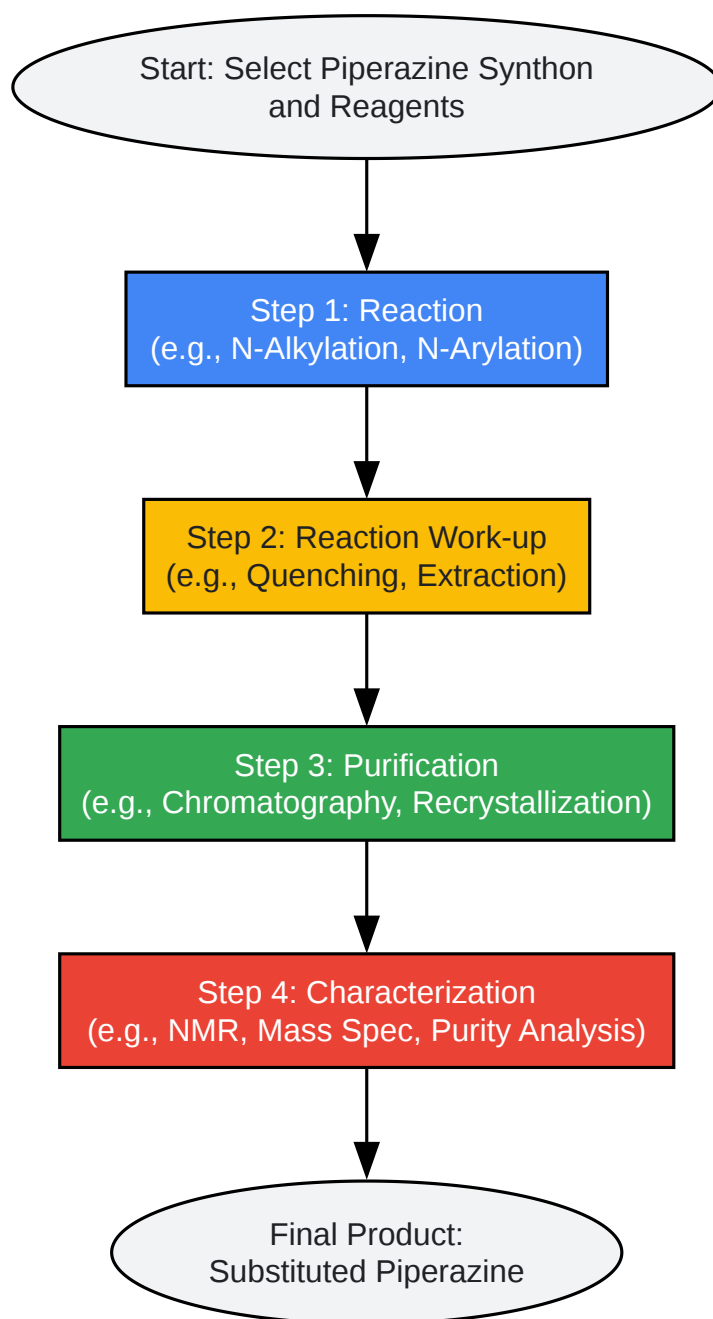 Start: Select Piperazine Synthon
and Reagents
Step 1: Reaction
(e.g., N-Alkylation, N-Arylation)
Step 2: Reaction Work-up
(e.g., Quenching, Extraction)
Step 3: Purification
(e.g., Chromatography, Recrystallization)
Step 4: Characterization
(e.g., NMR, Mass Spec, Purity Analysis)
Final Product:
Substituted Piperazine